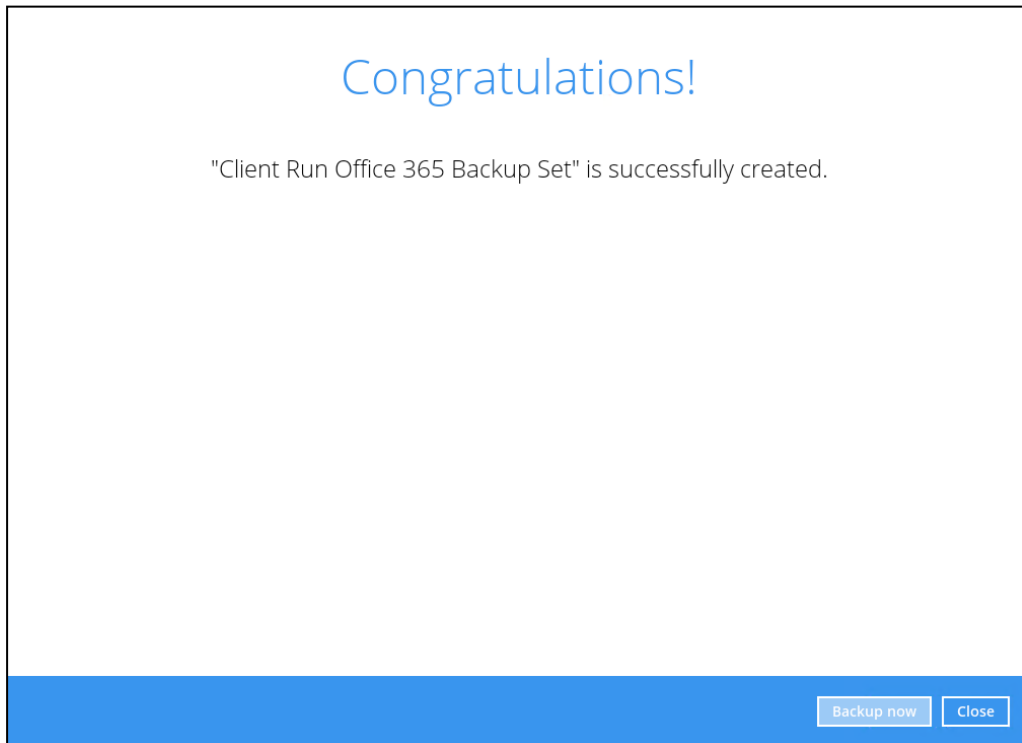 Congratulations!
"Client Run Office 365 Backup Set" is successfully created.
Backup now
Close